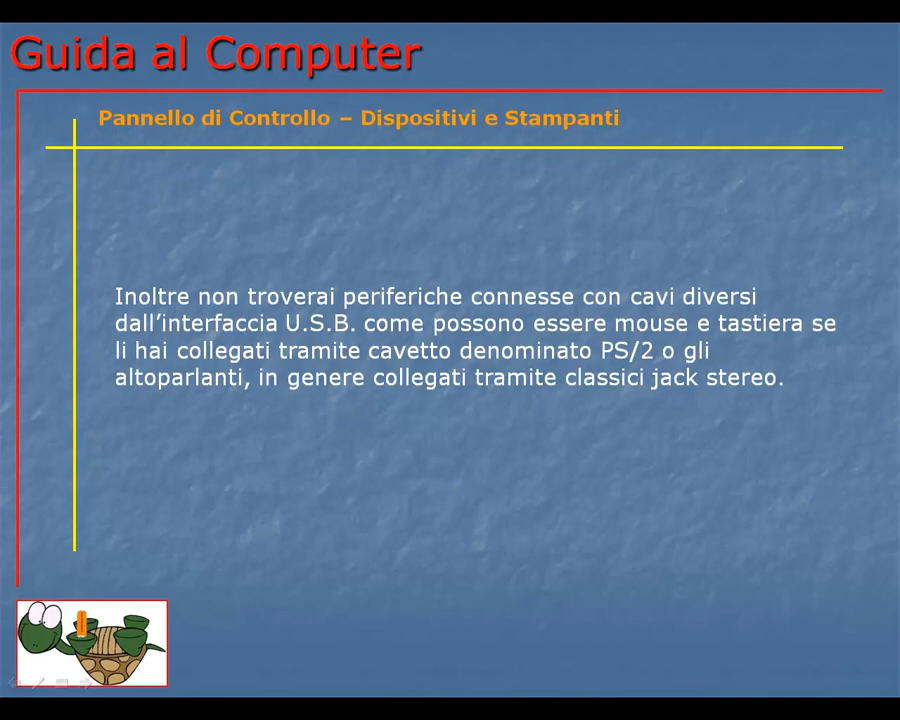 Guida al Computer
Pannello di Controllo – Dispositivi e Stampanti
Inoltre non troverai periferiche connesse con cavi diversi
dall’interfaccia U.S.B. come possono essere mouse e tastiera se
li hai collegati tramite cavetto denominato PS/2 o gli
altoparlanti, in genere collegati tramite classici jack stereo.